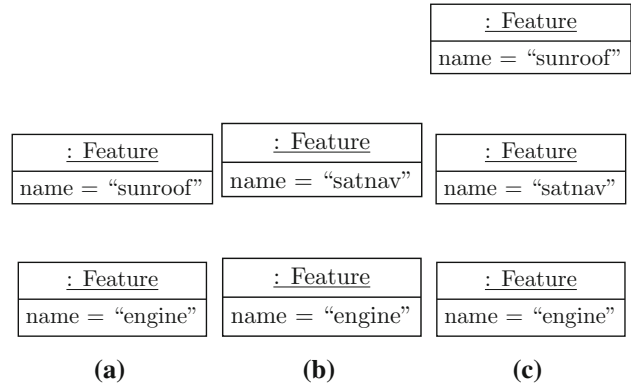 : Feature
name = “sunroof”
: Feature
name = “sunroof”
: Feature
name = “satnav”
: Feature
name = “satnav”
: Feature
name = “engine”
: Feature
name = “engine”
: Feature
name = “engine”
(a)
(b)
(c)